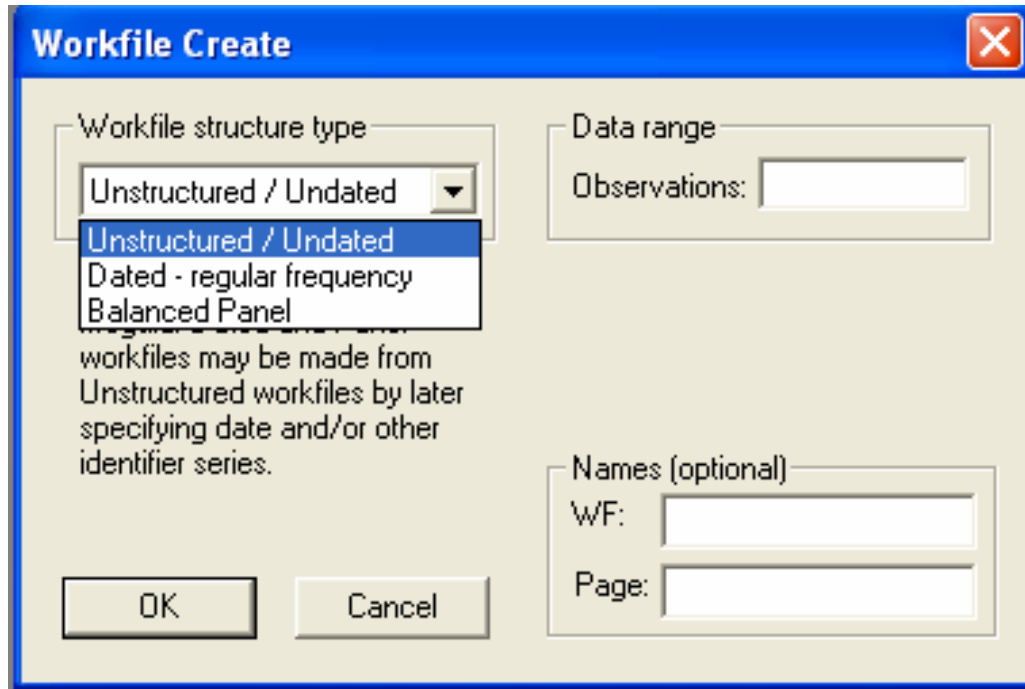 Workfile Create
Workfile structure type
Unstructured / Undated
Unstructured / Undated
Dated - regular frequency
Balanced Panel
workfiles may be made from
Unstructured workfiles by later
specifying date and/or other
identifier series.
Data range
Observations:
Names (optional)
WF:
Page:
OK
Cancel